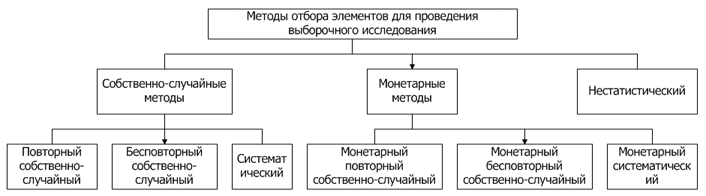 Методы отбора элементов для проведения
выборочного исследования
Собственно-случайные
методы
Монетарные
методы
Нестатистический
Повторный
собственно-
случайный
Бесповторный
собственно-
случайный
Системат
ический
Монетарный
повторный
собственно-случайный
Монетарный
бесповторный
собственно-случайный
Монетарный
систематическ
ий